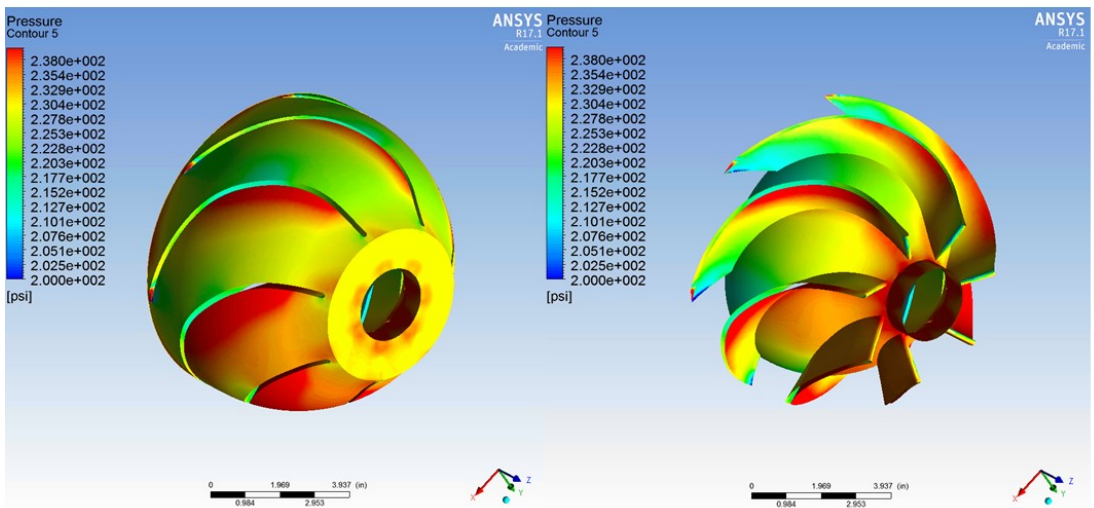 Pressure
Contour 5
ANSYS
R17.1
Academic
2.380e+002
2.354e+002
2.329e+002
2.304e+002
2.278e+002
2.253e+002
2.228e+002
2.203e+002
2.177e+002
2.152e+002
2.127e+002
2.101e+002
2.076e+002
2.051e+002
2.025e+002
2.000e+002
[psi]
0 1.969 3.937 (in)
0.984 2.953
X Y Z
Pressure
Contour 5
ANSYS
R17.1
Academic
2.380e+002
2.354e+002
2.329e+002
2.304e+002
2.278e+002
2.253e+002
2.228e+002
2.203e+002
2.177e+002
2.152e+002
2.127e+002
2.101e+002
2.076e+002
2.051e+002
2.025e+002
2.000e+002
[psi]
0 1.969 3.937 (in)
0.984 2.953
X Y Z